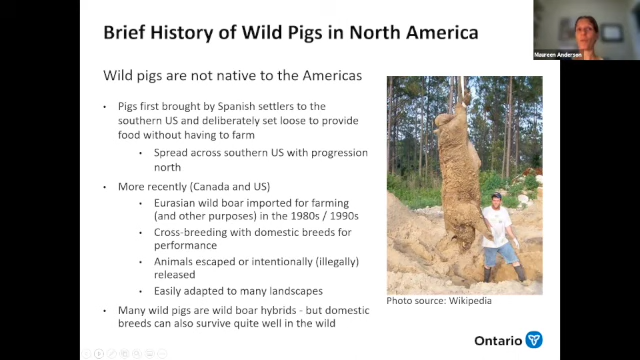 Brief History of Wild Pigs in North America
Maureen Anderson
Wild pigs are not native to the Americas
• Pigs first brought by Spanish settlers to the
southern US and deliberately set loose to provide
food without having to farm
• Spread across southern US with progression
north
• More recently (Canada and US)
• Eurasian wild boar imported for farming
(and other purposes) in the 1980s / 1990s
• Cross-breeding with domestic breeds for
performance
• Animals escaped or intentionally (illegally)
released
• Easily adapted to many landscapes
• Many wild pigs are wild boar hybrids - but domestic
breeds can also survive quite well in the wild
Photo source: Wikipedia
Ontario